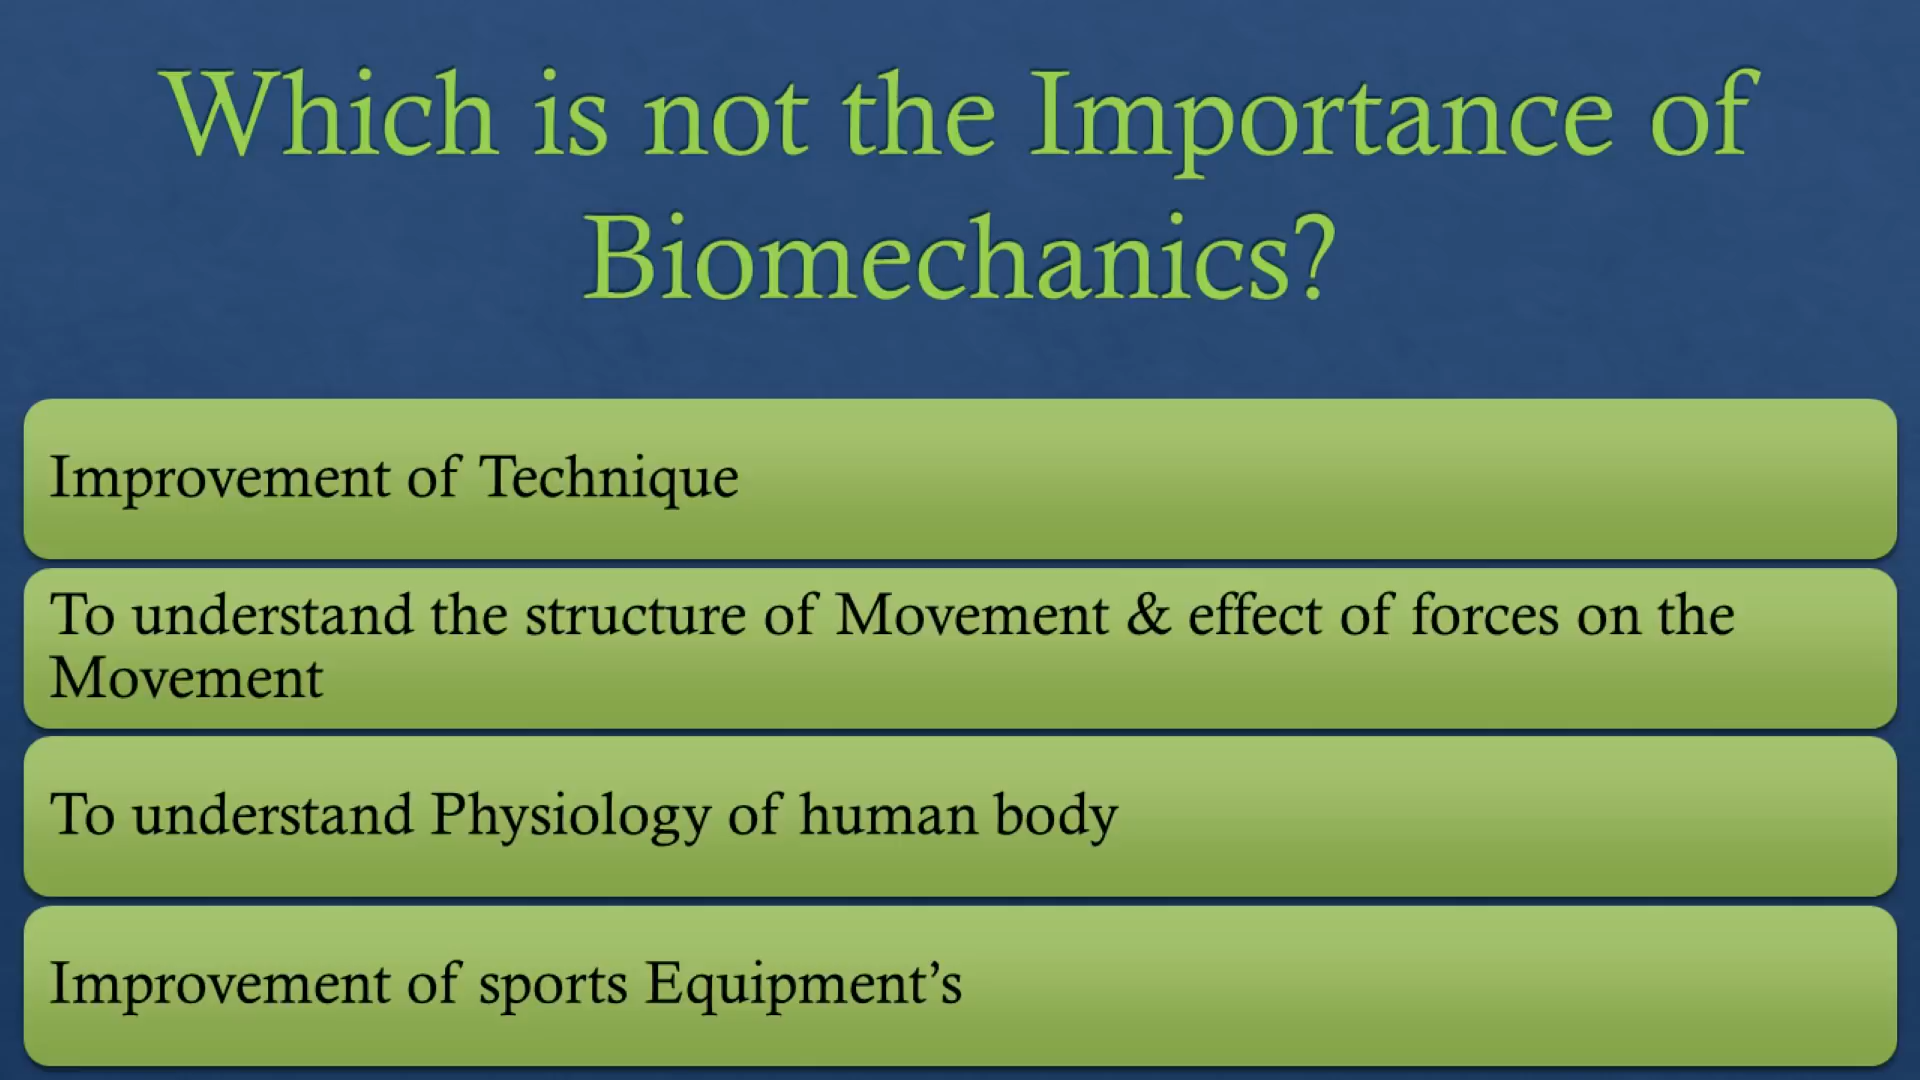 Which is not the Importance of
Biomechanics?
Improvement of Technique
To understand the structure of Movement & effect of forces on the
Movement
To understand Physiology of human body
Improvement of sports Equipment’s